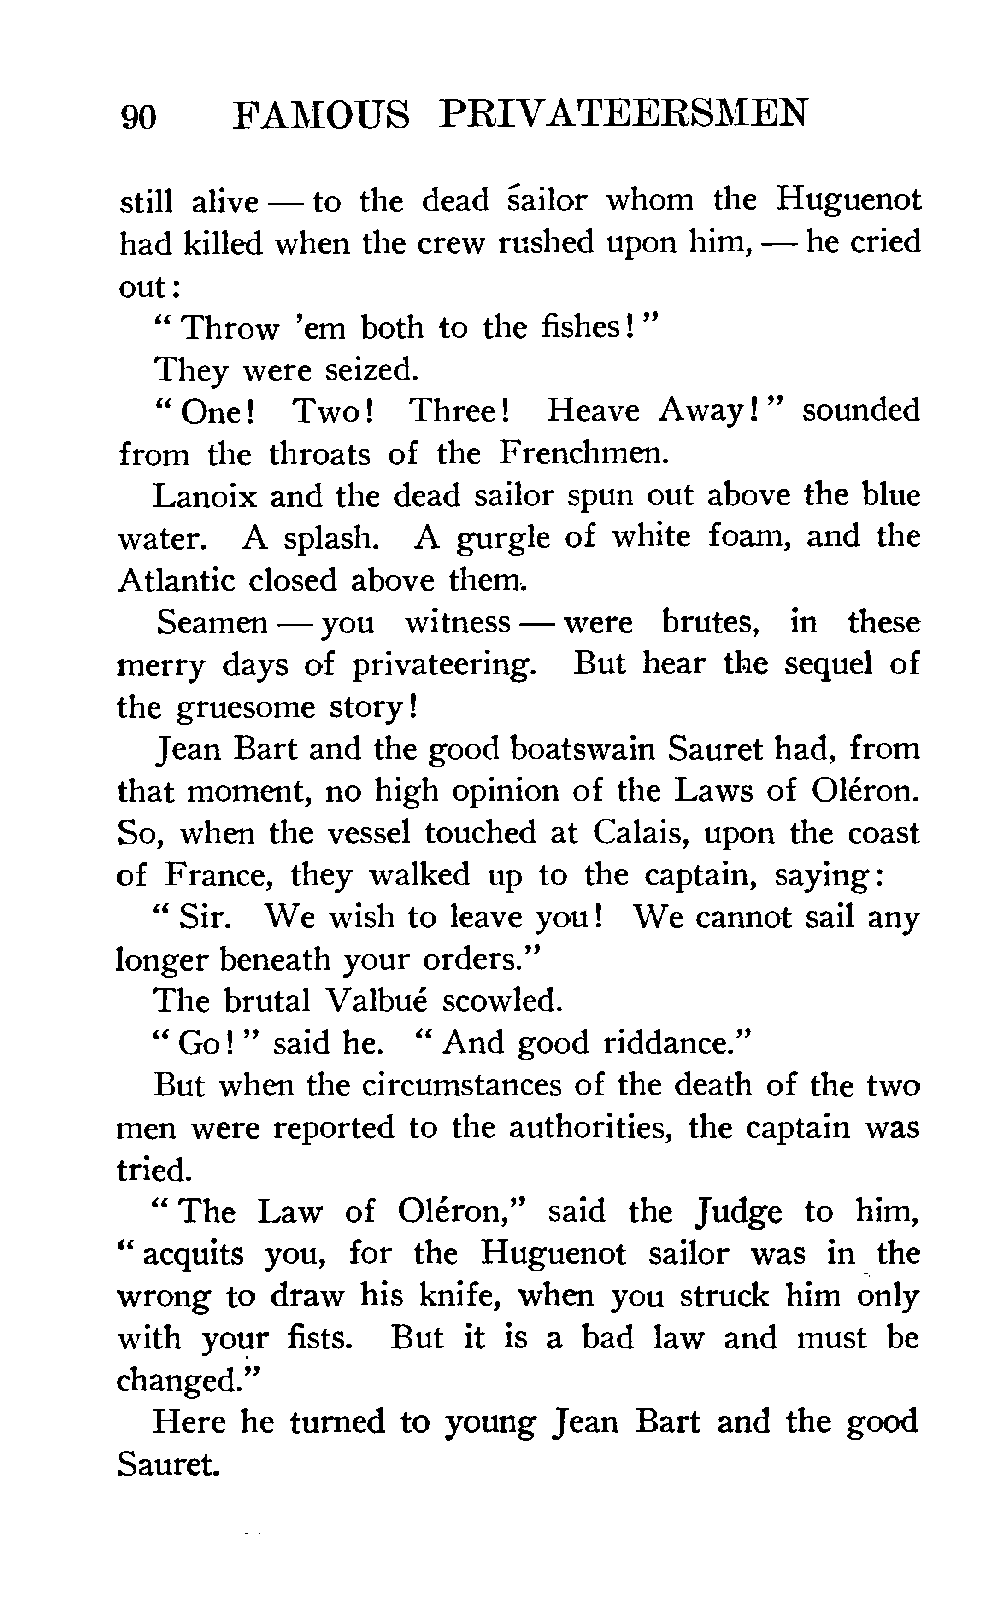 90 FAMOUS PRIVATEERSMEN
still alive — to the dead sailor whom the Huguenot
had killed when the crew rushed upon him, — he cried
out:
“ Throw ’em both to the fishes! ”
They were seized.
“ One! Two! Three! Heave Away! ” sounded
from the throats of the Frenchmen.
Lanoix and the dead sailor spun out above the blue
water. A splash. A gurgle of white foam, and the
Atlantic closed above them.
Seamen — you witness — were brutes, in these
merry days of privateering. But hear the sequel of
the gruesome story!
Jean Bart and the good boatswain Sauret had, from
that moment, no high opinion of the Laws of Oléron.
So, when the vessel touched at Calais, upon the coast
of France, they walked up to the captain, saying:
“ Sir. We wish to leave you! We cannot sail any
longer beneath your orders.”
The brutal Valbué scowled.
“ Go! ” said he. “ And good riddance.”
But when the circumstances of the death of the two
men were reported to the authorities, the captain was
tried.
“ The Law of Oléron,” said the Judge to him,
“ acquits you, for the Huguenot sailor was in the
wrong to draw his knife, when you struck him only
with your fists. But it is a bad law and must be
changed.”
Here he turned to young Jean Bart and the good
Sauret.